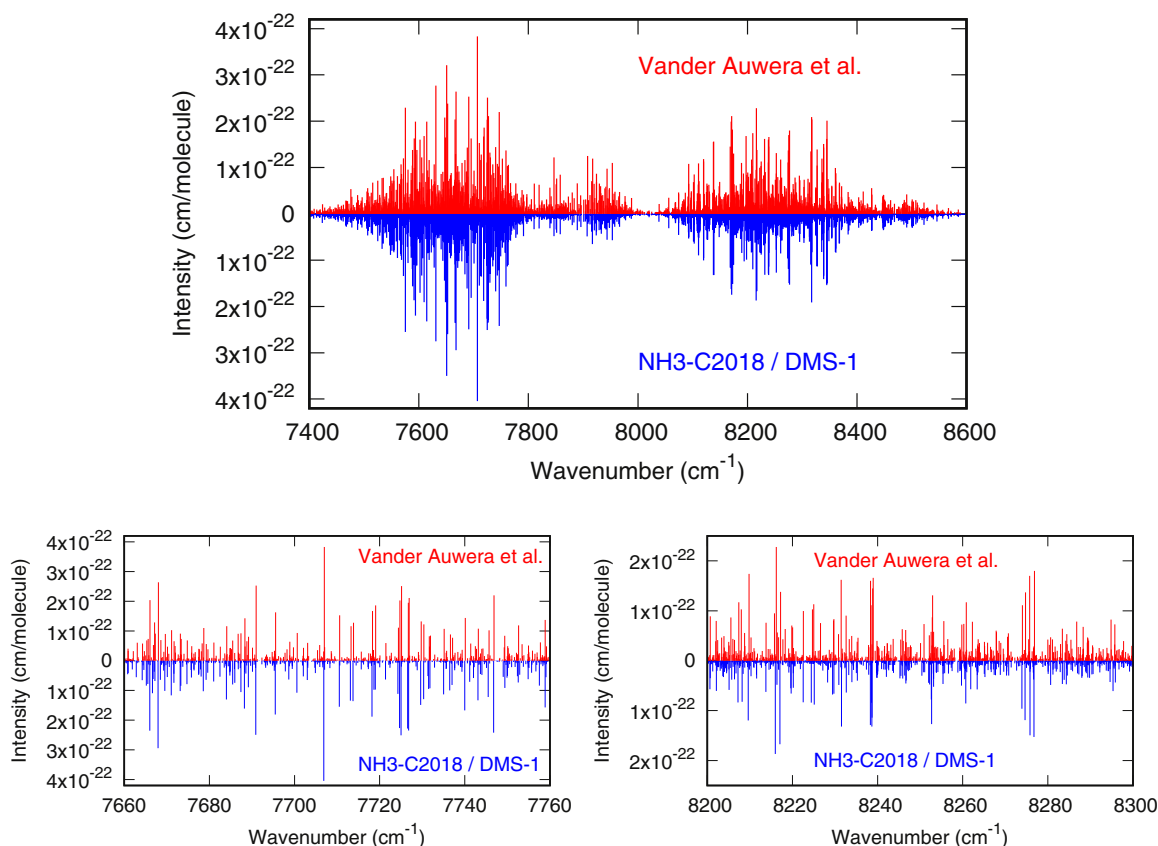 4x10-22
3x10-22
2x10-22
1x10-22
0
1x10-22
2x10-22
3x10-22
4x10-22
Intensity (cm/molecule)
Vander Auwera et al.
NH3-C2018 / DMS-1
7400 7600 7800 8000 8200 8400 8600
Wavenumber (cm-1)
4x10-22
3x10-22
2x10-22
1x10-22
0
1x10-22
2x10-22
3x10-22
4x10-22
Intensity (cm/molecule)
Vander Auwera et al.
NH3-C2018 / DMS-1
7660 7680 7700 7720 7740 7760
Wavenumber (cm-1)
2x10-22
1x10-22
0
1x10-22
2x10-22
Intensity (cm/molecule)
Vander Auwera et al.
NH3-C2018 / DMS-1
8200 8220 8240 8260 8280 8300
Wavenumber (cm-1)